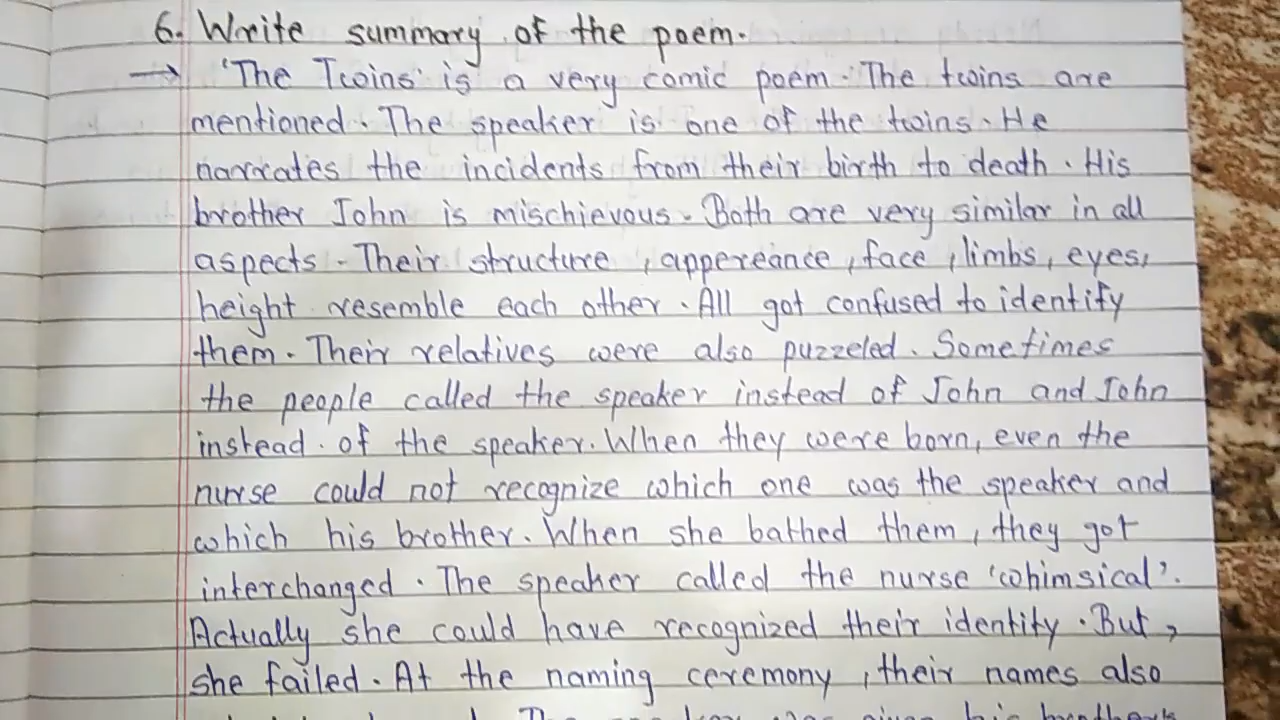 6. Write summary of the poem.
→ 'The Twins' is a very comic poem. The twins are
mentioned. The speaker is one of the twins. He
narrates the incidents from their birth to death. His
brother John is mischievous. Both are very similar in all
aspects. Their structure, appereance, face, limbs, eyes,
height resemble each other. All got confused to identify
them. Their relatives were also puzzeled. Sometimes
the people called the speaker instead of John and John
instead of the speaker. When they were born, even the
nurse could not recognize which one was the speaker and
which his brother. When she bathed them, they got
interchanged. The speaker called the nurse 'whimsical'.
Actually she could have recognized their identity. But,
she failed. At the naming ceremony, their names also